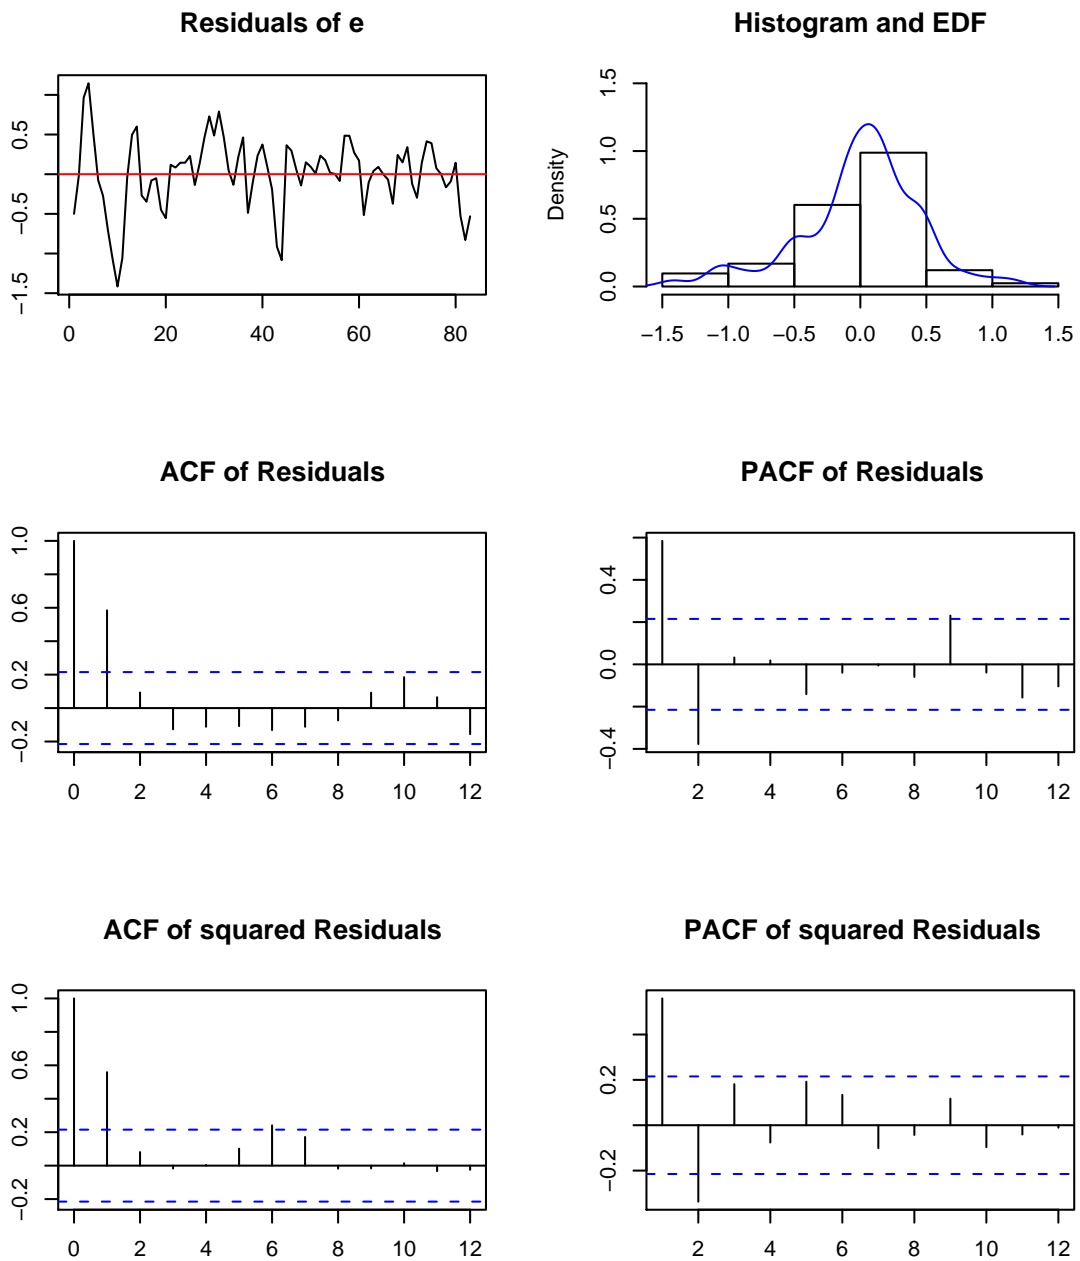 Residuals of e
0.5
−0.5
−1.5
0 20 40 60 80
Histogram and EDF
Density
1.5
1.0
0.5
0.0
−1.5 −1.0 −0.5 0.0 0.5 1.0 1.5
ACF of Residuals
1.0
0.6
0.2
−0.2
0 2 4 6 8 10 12
PACF of Residuals
0.4
0.0
−0.4
2 4 6 8 10 12
ACF of squared Residuals
1.0
0.6
0.2
−0.2
0 2 4 6 8 10 12
PACF of squared Residuals
0.2
−0.2
2 4 6 8 10 12